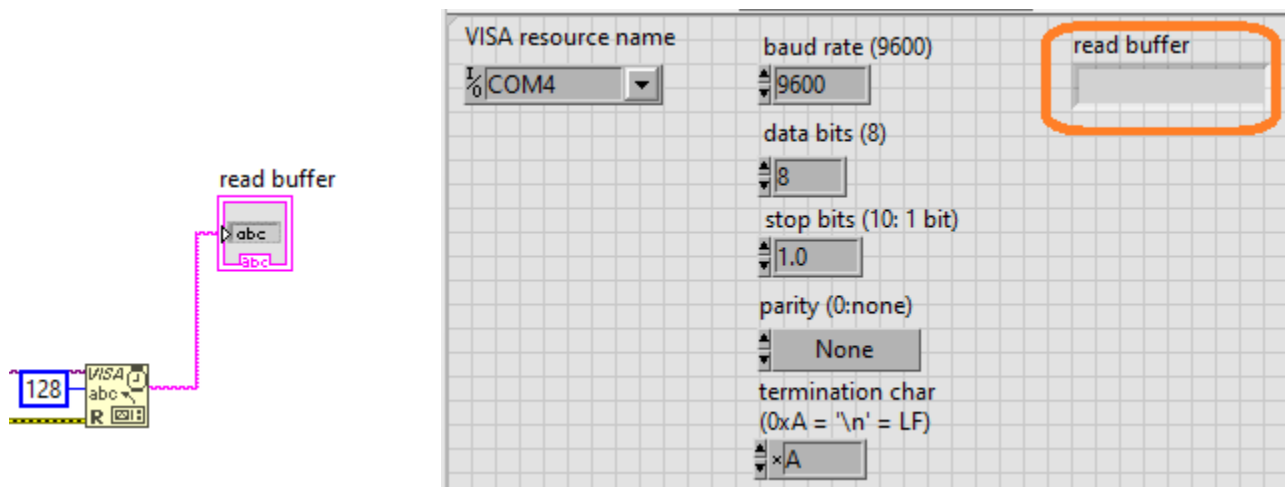 read buffer
abc
abc
128
VISA
abc
R
VISA resource name
I/O
COM4
baud rate (9600)
9600
data bits (8)
8
stop bits (10: 1 bit)
1.0
parity (0:none)
None
termination char
(0xA = '\n' = LF)
×A
read buffer